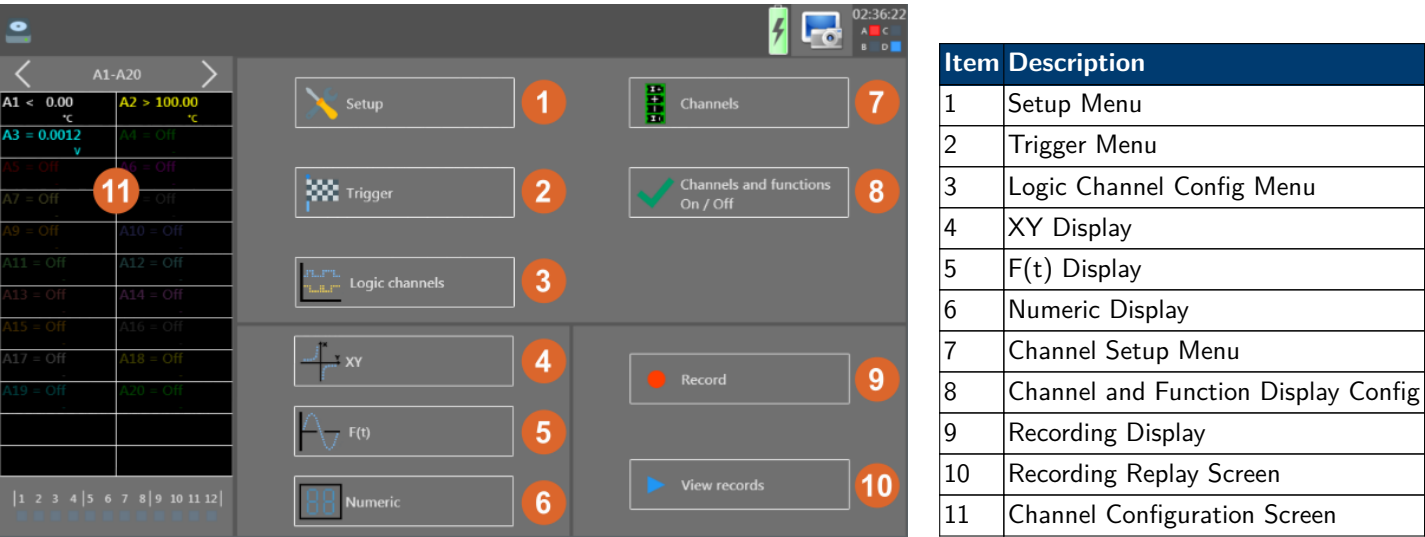 02:36:22
A C
B D
A1-A20
A1 < 0.00 A2 > 100.00
°C °C
A3 = 0.0012 A4 = Off
V
A5 = Off A6 = Off
A7 = Off = Off
A9 = Off A10 = Off
A11 = Off A12 = Off
A13 = Off A14 = Off
A15 = Off A16 = Off
A17 = Off A18 = Off
A19 = Off A20 = Off
11
1 2 3 4 5 6 7 8 9 10 11 12
Setup 1
Trigger 2
Logic channels 3
XY 4
F(t) 5
Numeric 6
Channels 7
Channels and functions
On / Off 8
Record 9
View records 10
Item Description
1 Setup Menu
2 Trigger Menu
3 Logic Channel Config Menu
4 XY Display
5 F(t) Display
6 Numeric Display
7 Channel Setup Menu
8 Channel and Function Display Config
9 Recording Display
10 Recording Replay Screen
11 Channel Configuration Screen